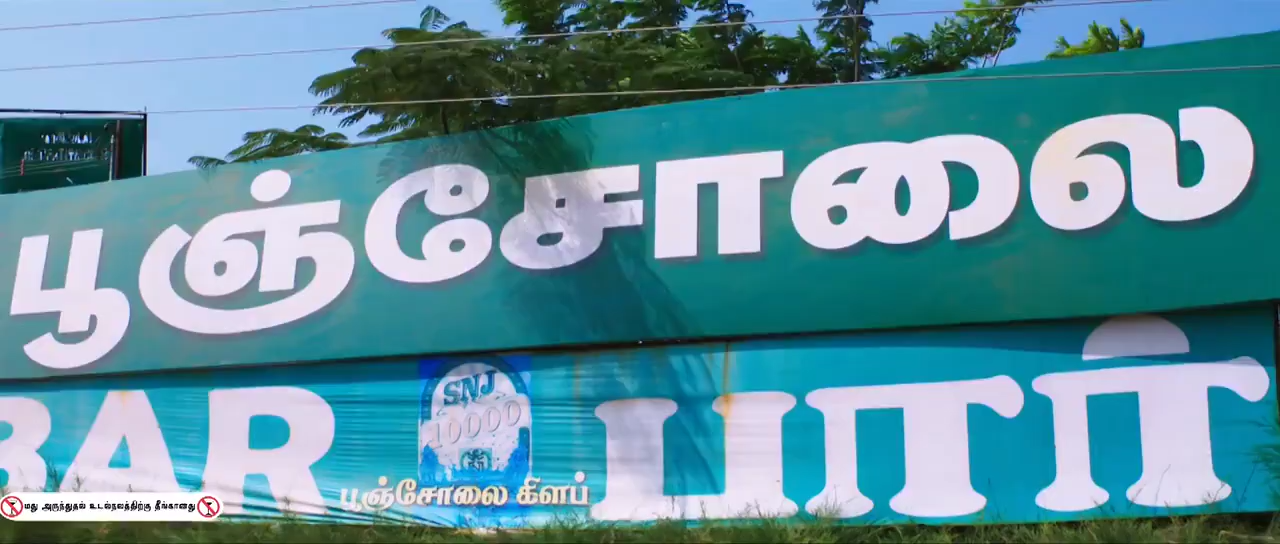 பூஞ்சோலை
BAR
SNJ
10000
பார்
பூஞ்சோலை கிளப்
மது அருந்துதல் உடல்நலத்திற்கு தீங்கானது